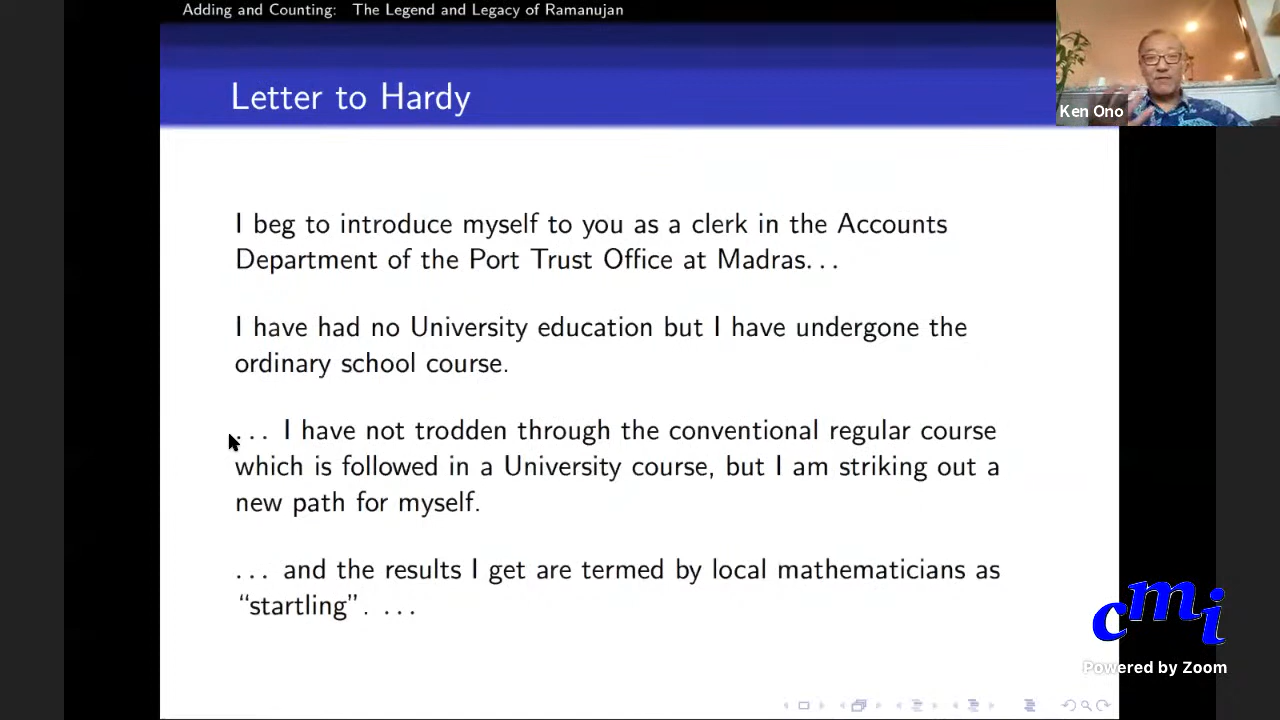 Adding and Counting: The Legend and Legacy of Ramanujan
Letter to Hardy
Ken Ono
I beg to introduce myself to you as a clerk in the Accounts
Department of the Port Trust Office at Madras...
I have had no University education but I have undergone the
ordinary school course.
... I have not trodden through the conventional regular course
which is followed in a University course, but I am striking out a
new path for myself.
... and the results I get are termed by local mathematicians as
“startling”. ...
cmi
Powered by Zoom